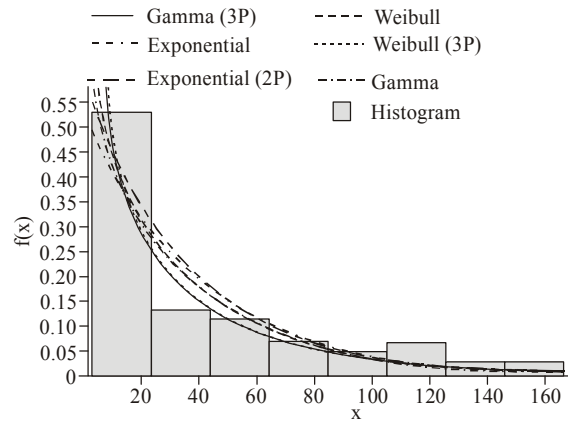 Gamma (3P)
Weibull
Exponential
Weibull (3P)
Exponential (2P)
Gamma
Histogram
0.55
0.50
0.45
0.40
0.35
0.30
0.25
0.20
0.15
0.10
0.05
0
f(x)
20 40 60 80 100 120 140 160
x